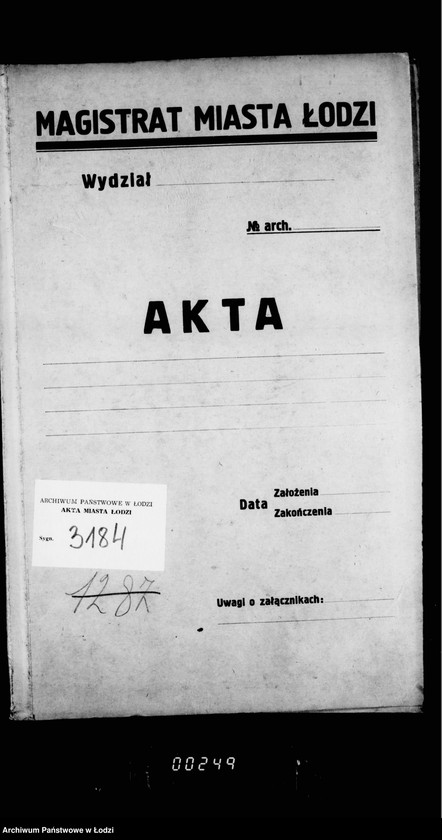 MAGISTRAT MIASTA ŁODZI
Wydział
№ arch.
AKTA
ARCHIWUM PAŃSTWOWE W ŁODZI
AKTA MIASTA ŁODZI
Sygn. 3184
Data Założenia
Zakończenia
1287
Uwagi o załącznikach:
00249
Archiwum Państwowe w Łodzi